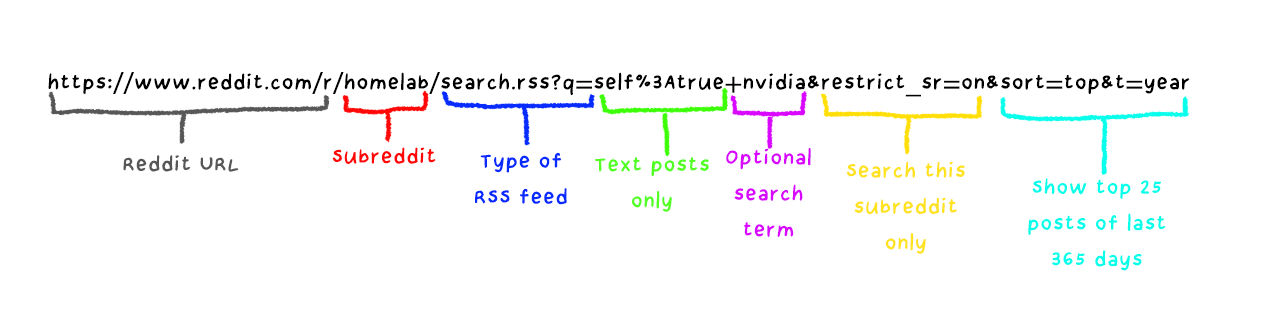 https://www.reddit.com/r/homelab/search.rss?q=self%3Atrue+nvidia&restrict_sr=on&sort=top&t=year
Reddit URL
Subreddit
Type of
RSS feed
Text posts
only
Optional
search
term
Search this
subreddit
only
Show top 25
posts of last
365 days